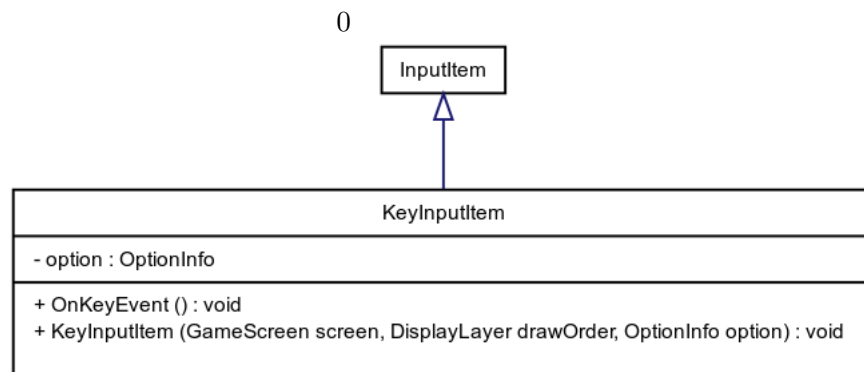 0
InputItem
KeyInputItem
- option : OptionInfo
+ OnKeyEvent () : void
+ KeyInputItem (GameScreen screen, DisplayLayer drawOrder, OptionInfo option) : void